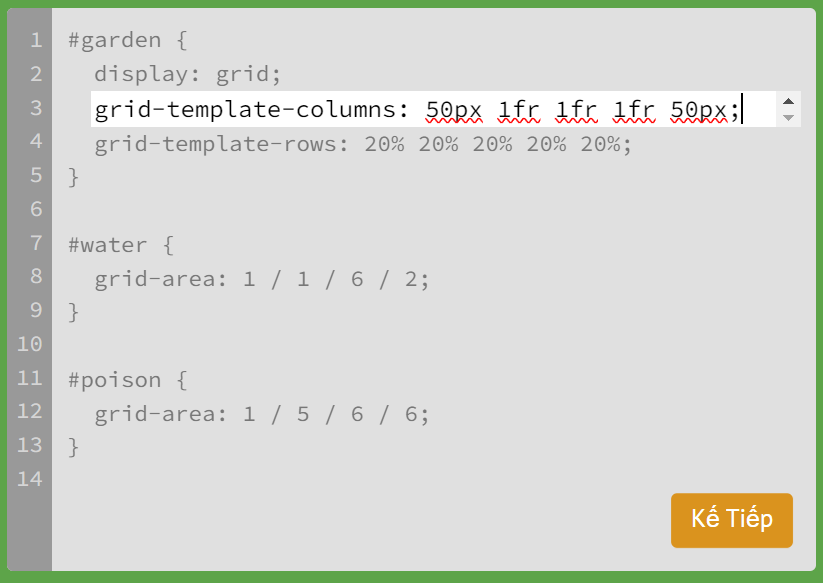 1 #garden {
2 display: grid;
3 grid-template-columns: 50px 1fr 1fr 1fr 50px;
4 grid-template-rows: 20% 20% 20% 20% 20%;
5 }
6
7 #water {
8 grid-area: 1 / 1 / 6 / 2;
9 }
10
11 #poison {
12 grid-area: 1 / 5 / 6 / 6;
13 }
14
Kế Tiếp